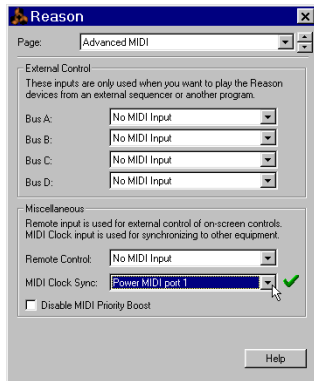 Reason
Page: Advanced MIDI
External Control
These inputs are only used when you want to play the Reason
devices from an external sequencer or another program.
Bus A: No MIDI Input
Bus B: No MIDI Input
Bus C: No MIDI Input
Bus D: No MIDI Input
Miscellaneous
Remote input is used for external control of on-screen controls.
MIDI Clock input is used for synchronizing to other equipment.
Remote Control: No MIDI Input
MIDI Clock Sync: Power MIDI port 1
Disable MIDI Priority Boost
Help